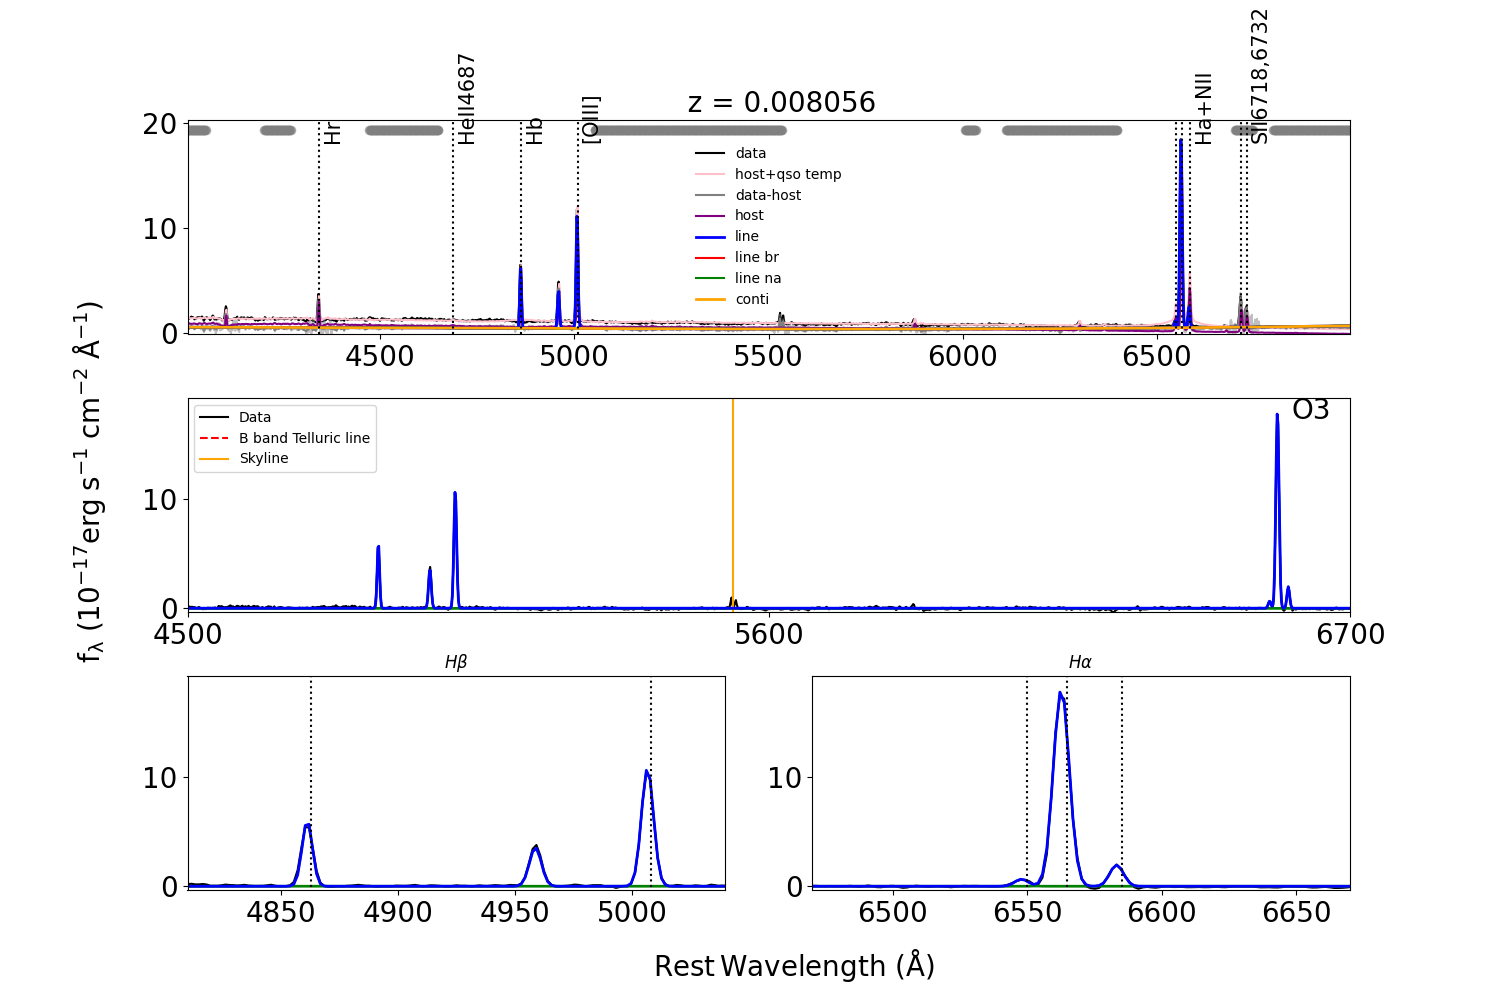 z = 0.008056
Hr
HeII4687
Hb
[OIII]
Ha+NII
SII6718,6732
20
10
0
data
host+qso temp
data-host
host
line
line br
line na
conti
4500
5000
5500
6000
6500
fλ (10⁻¹⁷erg s⁻¹ cm⁻² Å⁻¹)
Data
B band Telluric line
Skyline
O3
10
0
4500
5600
6700
Hβ
10
0
4850
4900
4950
5000
Hα
10
0
6500
6550
6600
6650
Rest Wavelength (Å)